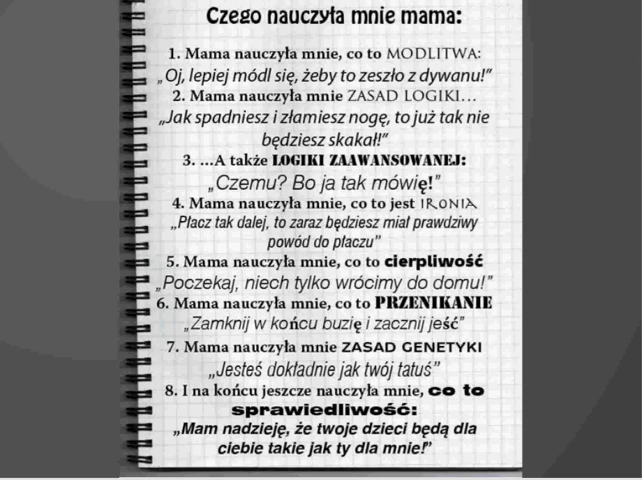 Czego nauczyła mnie mama:
1. Mama nauczyła mnie, co to MODLITWA:
„Oj, lepiej módl się, żeby to zeszło z dywanu!”
2. Mama nauczyła mnie ZASAD LOGIKI...
„Jak spadniesz i złamiesz nogę, to już tak nie
będziesz skakał!”
3. ...A także LOGIKI ZAAWANSOWANEJ:
„Czemu? Bo ja tak mówię!”
4. Mama nauczyła mnie, co to jest IRONIA
„Płacz tak dalej, to zaraz będziesz miał prawdziwy
powód do płaczu”
5. Mama nauczyła mnie, co to cierpliwość
„Poczekaj, niech tylko wrócimy do domu!”
6. Mama nauczyła mnie, co to PRZENIKANIE
„Zamknij w końcu buzię i zacznij jeść”
7. Mama nauczyła mnie ZASAD GENETYKI
„Jesteś dokładnie jak twój tatuś”
8. I na końcu jeszcze nauczyła mnie, co to
sprawiedliwość:
„Mam nadzieję, że twoje dzieci będą dla
ciebie takie jak ty dla mnie!”